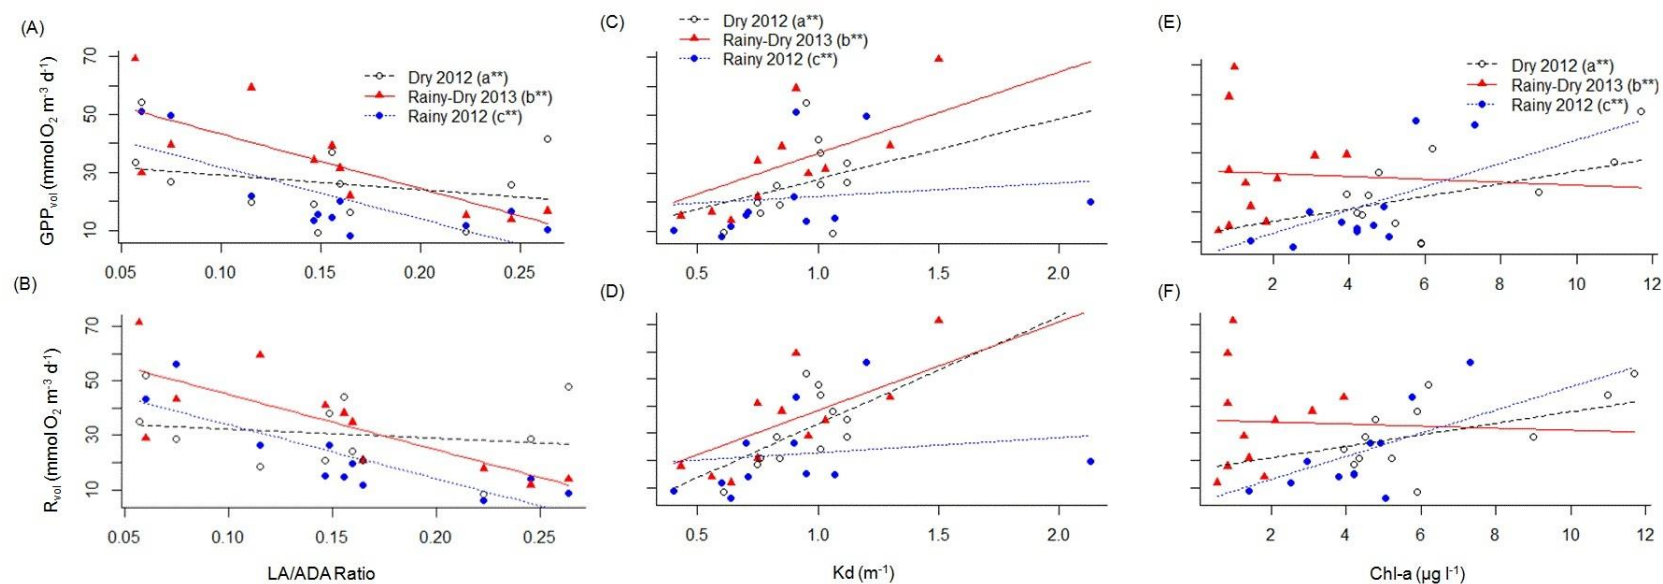 (A)
GPPvol (mmol O2 m-3 d-1)
70
50
30
10
Dry 2012 (a**)
Rainy-Dry 2013 (b**)
Rainy 2012 (c**)
0.05 0.10 0.15 0.20 0.25
(C)
Dry 2012 (a**)
Rainy-Dry 2013 (b**)
Rainy 2012 (c**)
0.5 1.0 1.5 2.0
(E)
Dry 2012 (a**)
Rainy-Dry 2013 (b**)
Rainy 2012 (c**)
2 4 6 8 10 12
(B)
Rvol (mmol O2 m-3 d-1)
70
50
30
10
0.05 0.10 0.15 0.20 0.25
LA/ADA Ratio
(D)
0.5 1.0 1.5 2.0
Kd (m-1)
(F)
2 4 6 8 10 12
Chl-a (µg l-1)